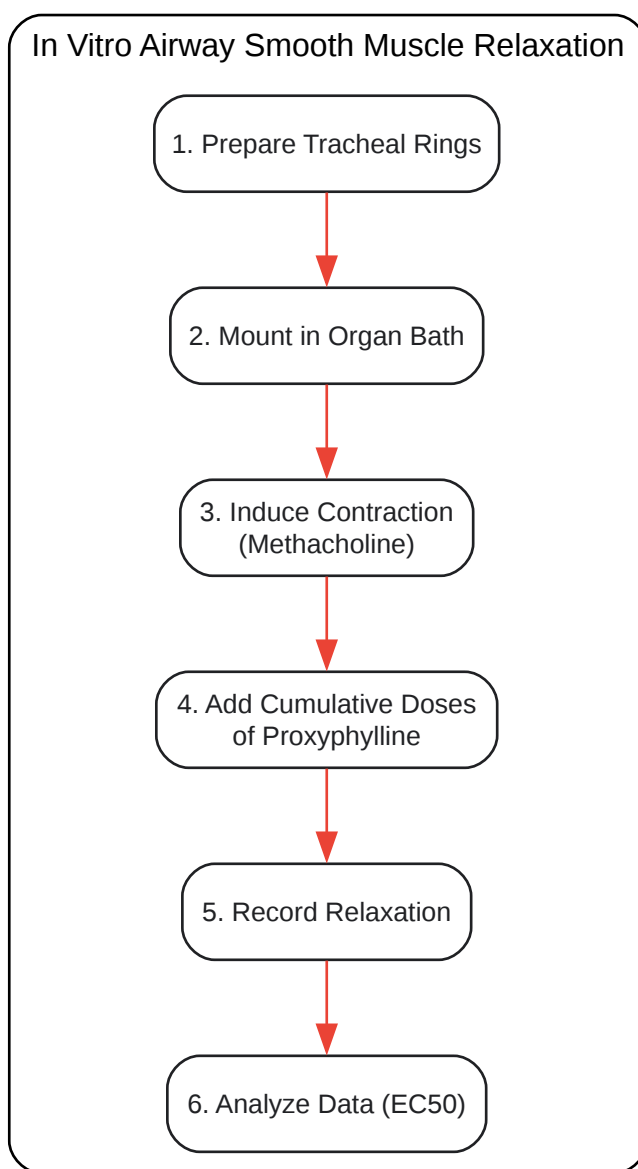 In Vitro Airway Smooth Muscle Relaxation
1. Prepare Tracheal Rings
2. Mount in Organ Bath
3. Induce Contraction
(Methacholine)
4. Add Cumulative Doses
of Proxyphylline
5. Record Relaxation
6. Analyze Data (EC50)